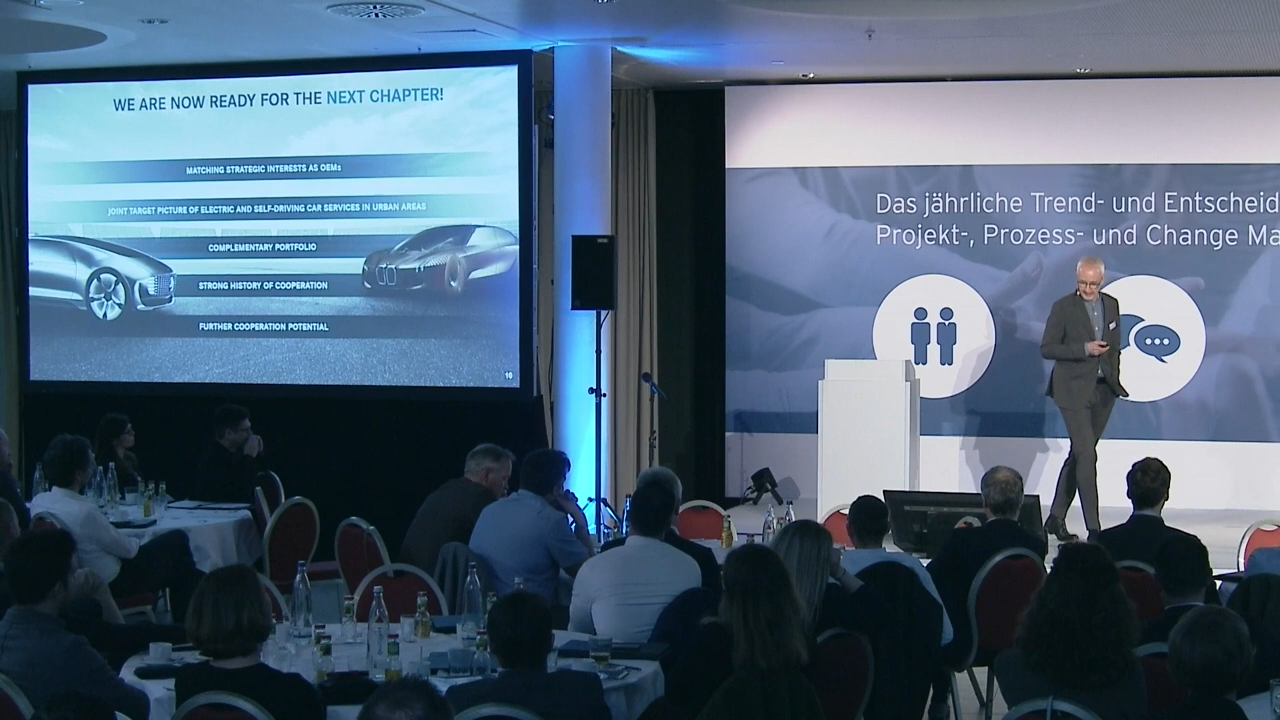 WE ARE NOW READY FOR THE NEXT CHAPTER!
MATCHING STRATEGIC INTERESTS AS OEMs
JOINT TARGET PICTURE OF ELECTRIC AND SELF-DRIVING CAR SERVICES IN URBAN AREAS
COMPLEMENTARY PORTFOLIO
STRONG HISTORY OF COOPERATION
FURTHER COOPERATION POTENTIAL
10
Das jährliche Trend- und Entscheid
Projekt-, Prozess- und Change Ma